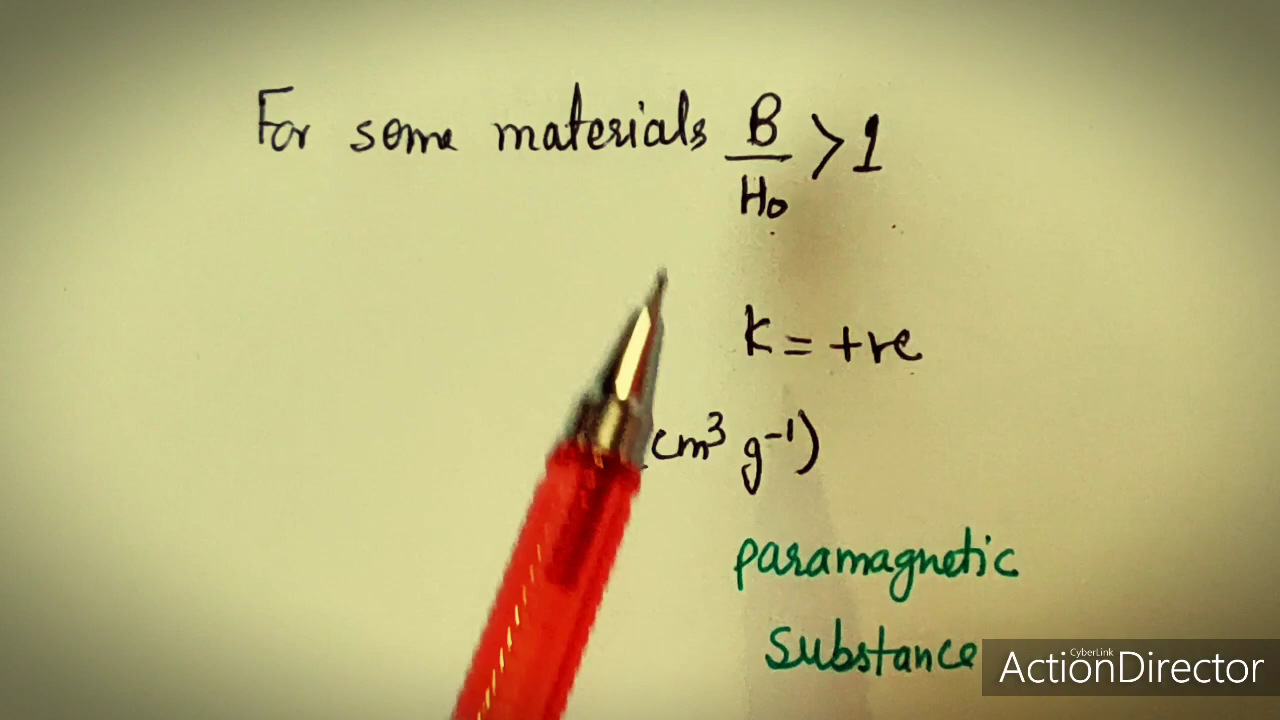 For some materials B/H₀ > 1
K = +ve
(cm³ g⁻¹)
paramagnetic
substance
CyberLink
ActionDirector